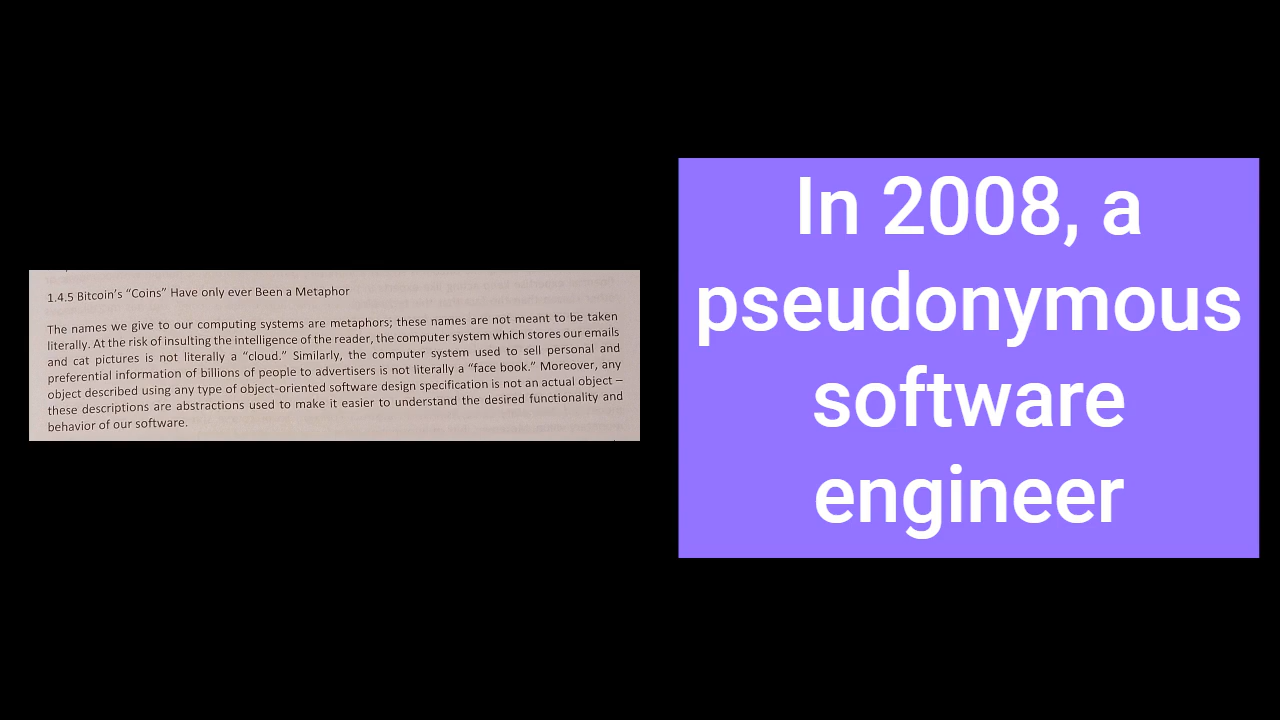 1.4.5 Bitcoin's “Coins” Have only ever Been a Metaphor
The names we give to our computing systems are metaphors; these names are not meant to be taken
literally. At the risk of insulting the intelligence of the reader, the computer system which stores our emails
and cat pictures is not literally a “cloud.” Similarly, the computer system used to sell personal and
preferential information of billions of people to advertisers is not literally a “face book.” Moreover, any
object described using any type of object-oriented software design specification is not an actual object –
these descriptions are abstractions used to make it easier to understand the desired functionality and
behavior of our software.
In 2008, a
pseudonymous
software
engineer